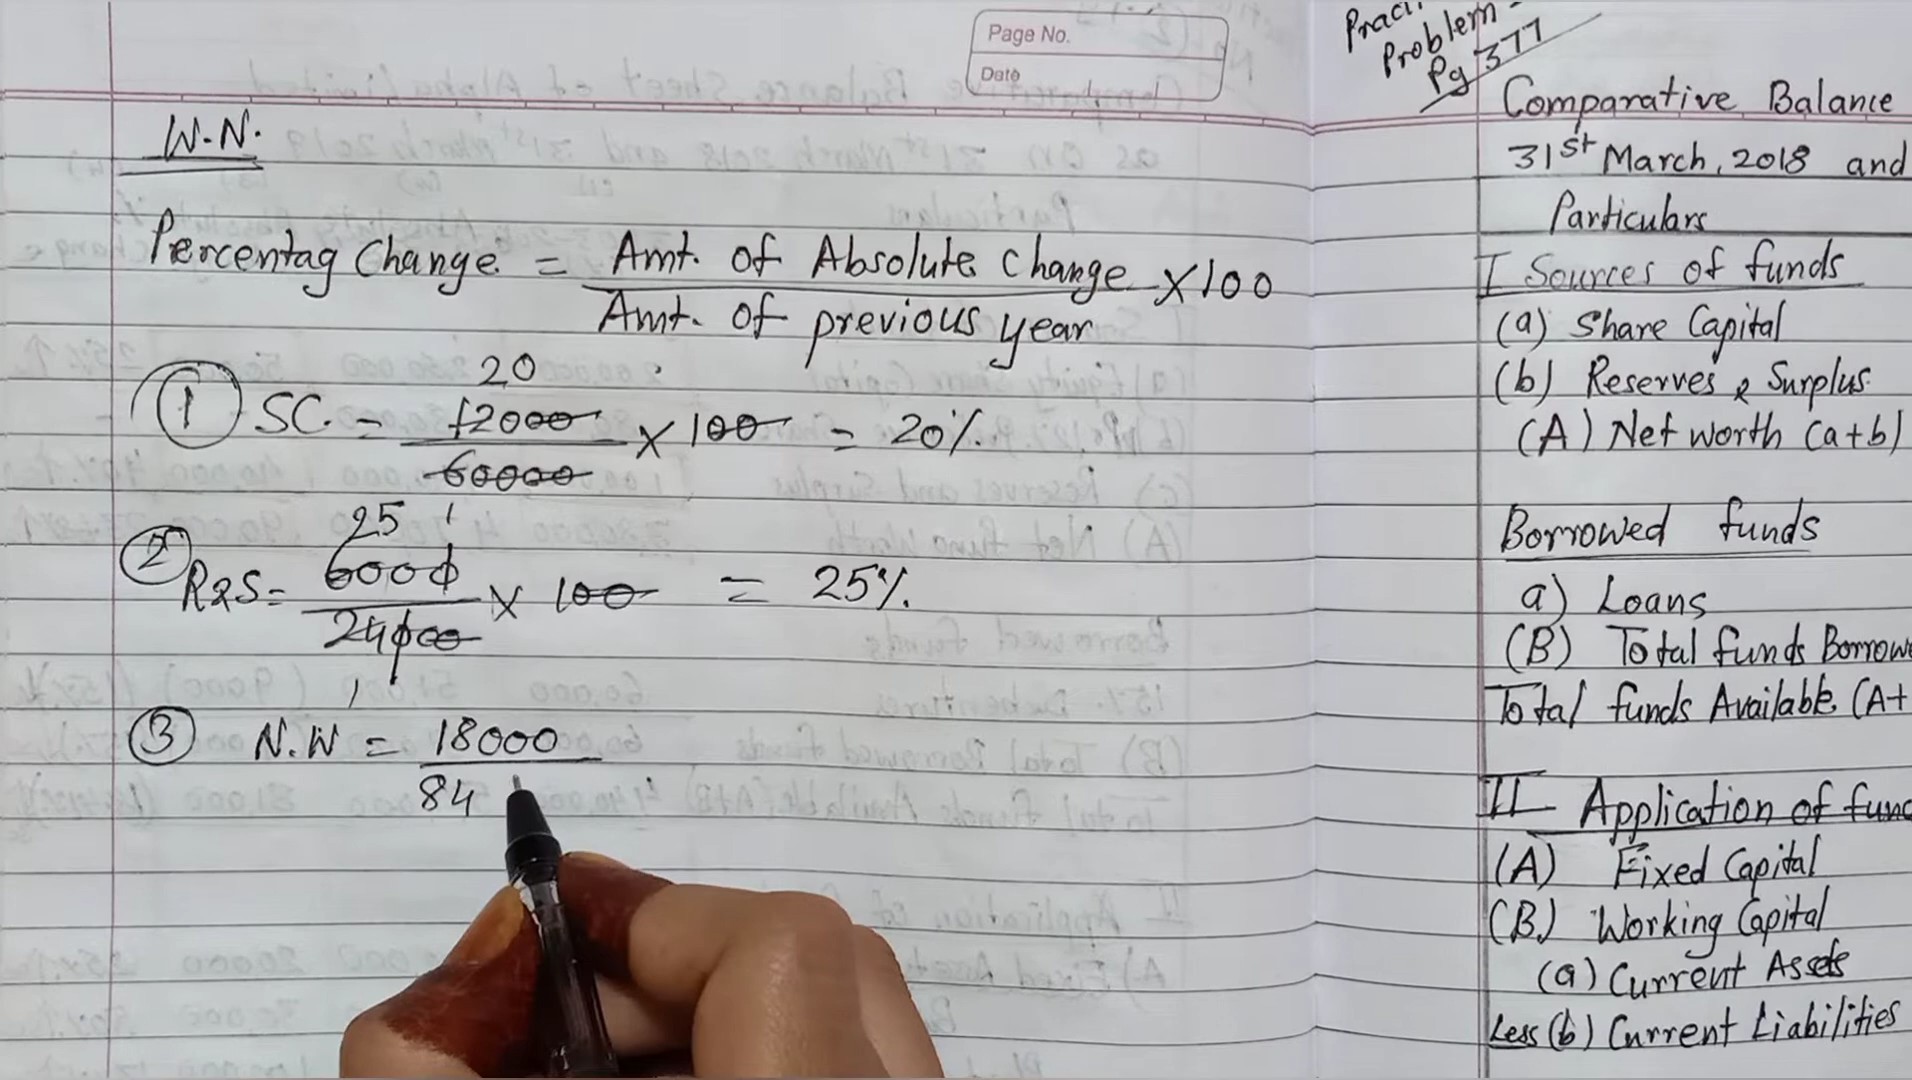 Page No.
Date
W.N.
Percentag Change = Amt. of Absolute Change × 100
Amt. of previous year
20
① SC. = 12000 × 100 = 20%.
60000
25 1
② R&S = 6000 × 100 = 25%.
24000
1
③ N.W = 18000
84
Problem
Pg 377
Comparative Balance
31st March, 2018 and
Particulars
I Sources of funds
(a) Share Capital
(b) Reserves & Surplus
(A) Net worth (a+b)
Borrowed funds
a) Loans
(B) Total funds Borrow
Total funds Available (A+
II Application of func
(A) Fixed Capital
(B.) Working Capital
(a) Current Assets
Less (b) Current Liabilities